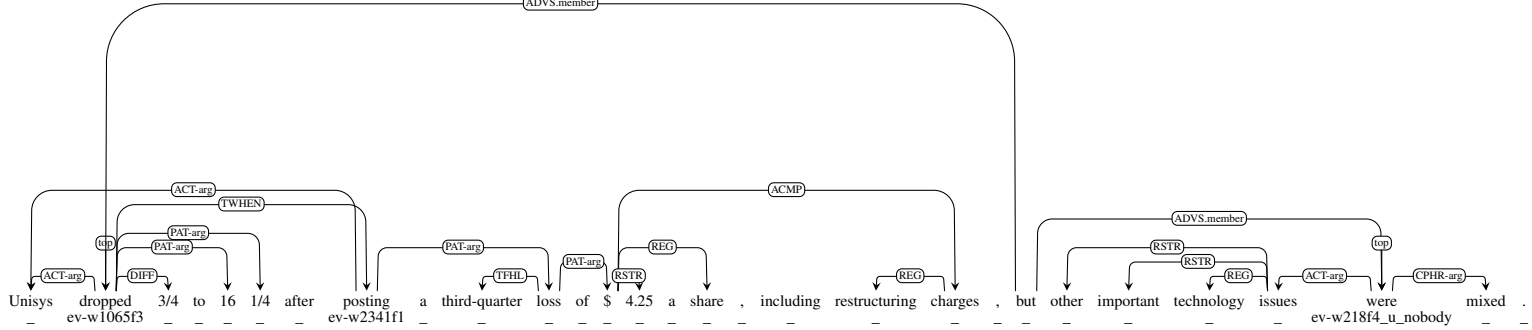 ADVS.member
ACT-arg ACMP
TWHEN
ADVS.member
PAT-arg
top PAT-arg PAT-arg REG RSTR top
PAT-arg RSTR
ACT-arg DIFF TFHL RSTR REG REG ACT-arg CPHR-arg
Unisys dropped 3/4 to 16 1/4 after posting a third-quarter loss of $ 4.25 a share , including restructuring charges , but other important technology issues were mixed .
_ ev-w1065f3 _ _ _ _ _ ev-w2341f1 _ _ _ _ _ _ _ _ _ _ _ _ _ _ _ _ _ _ ev-w218f4_u_nobody _ _